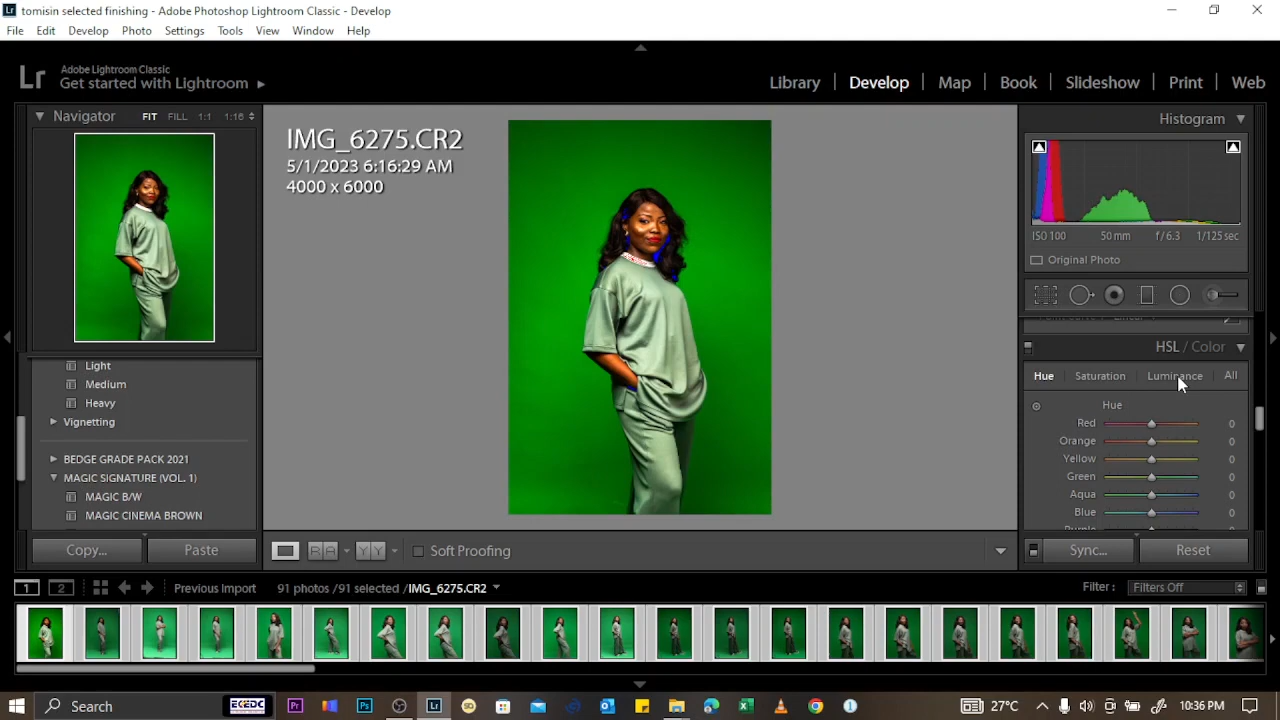 Lr tomisin selected finishing - Adobe Photoshop Lightroom Classic - Develop
File Edit Develop Photo Settings Tools View Window Help
Lr Adobe Lightroom Classic
Get started with Lightroom
Library Develop Map Book Slideshow Print Web
Navigator FIT FILL 1:1 1:16
Histogram
IMG_6275.CR2
5/1/2023 6:16:29 AM
4000 x 6000
ISO 100 50 mm f/6.3 1/125 sec
Original Photo
HSL / Color
Hue Saturation Luminance All
Hue
Red 0
Orange 0
Yellow 0
Green 0
Aqua 0
Blue 0
Light
Medium
Heavy
Vignetting
BEDGE GRADE PACK 2021
MAGIC SIGNATURE (VOL. 1)
MAGIC B/W
MAGIC CINEMA BROWN
Copy... Paste
R A Y Y Soft Proofing
Sync... Reset
1 2 Previous Import 91 photos /91 selected /IMG_6275.CR2
Filter : Filters Off
Search EKEDC Pr Ps Lr 27°C 10:36 PM